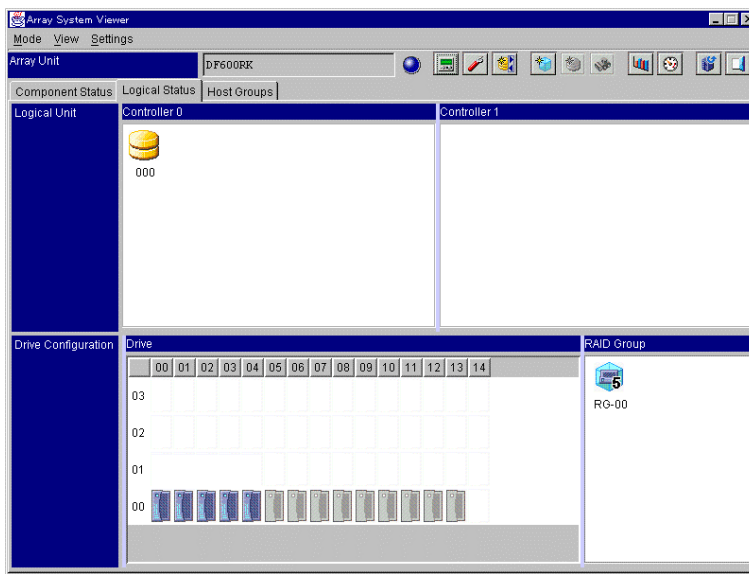 Array System Viewer
Mode View Settings
Array Unit DF600RK
Component Status Logical Status Host Groups
Logical Unit Controller 0 Controller 1
000
Drive Configuration Drive RAID Group
00 01 02 03 04 05 06 07 08 09 10 11 12 13 14
03
5
RG-00
02
01
00